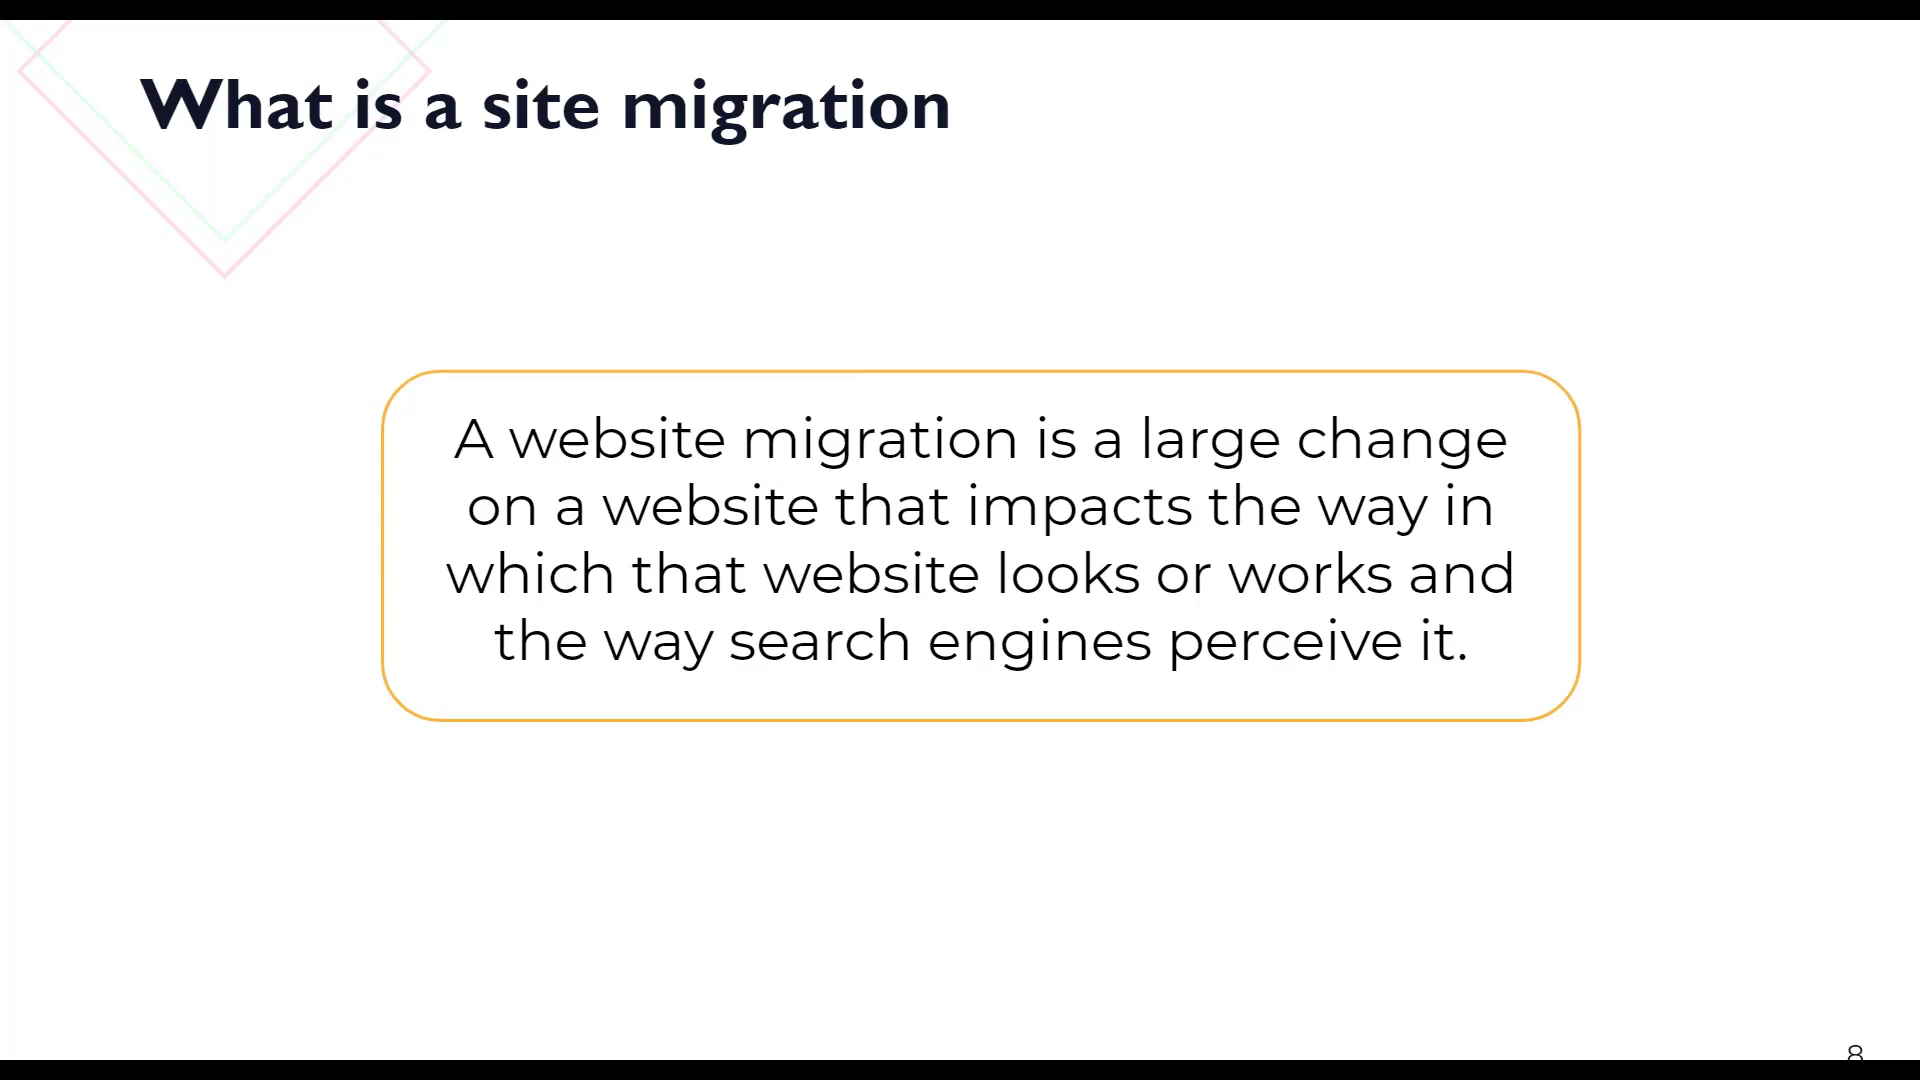 What is a site migration
A website migration is a large change
on a website that impacts the way in
which that website looks or works and
the way search engines perceive it.
8